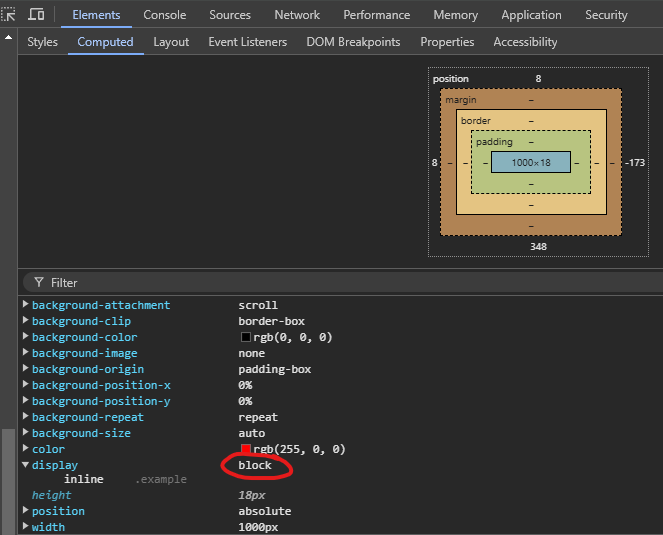 Elements Console Sources Network Performance Memory Application Security
Styles Computed Layout Event Listeners DOM Breakpoints Properties Accessibility
position 8
margin –
border –
padding –
8 – – – 1000×18 – – – -173
–
–
–
348
Filter
background-attachment scroll
background-clip border-box
background-color rgb(0, 0, 0)
background-image none
background-origin padding-box
background-position-x 0%
background-position-y 0%
background-repeat repeat
background-size auto
color rgb(255, 0, 0)
display block
inline .example
height 18px
position absolute
width 1000px